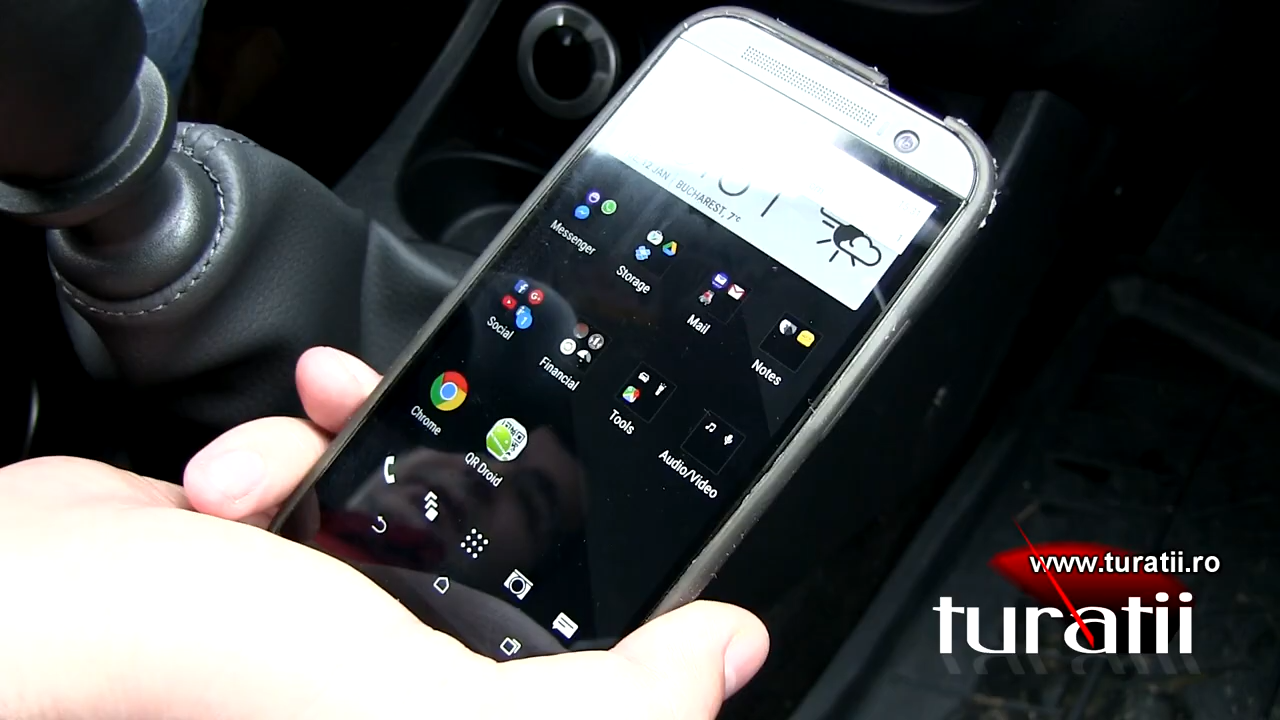 12 JAN | BUCHAREST, 7°
Messenger
Storage
Mail
Notes
Social
Financial
Tools
Audio/Video
Chrome
QR Droid
www.turatii.ro
turatii